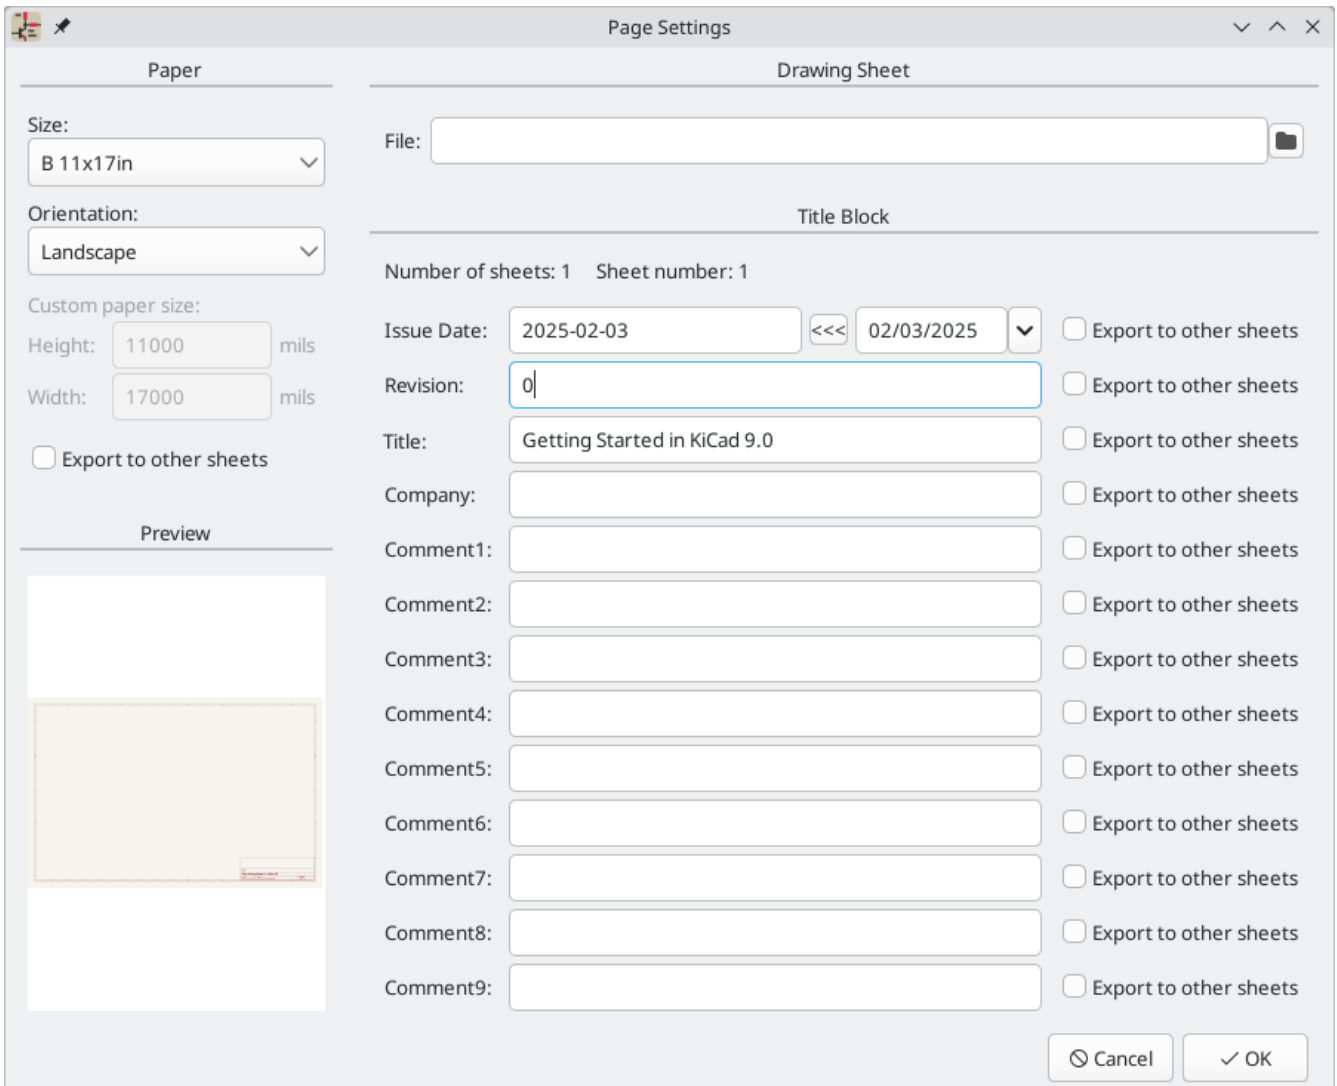 Page Settings
Paper
Size:
B 11x17in
Orientation:
Landscape
Custom paper size:
Height: 11000 mils
Width: 17000 mils
Export to other sheets
Preview
Drawing Sheet
File:
Title Block
Number of sheets: 1 Sheet number: 1
Issue Date: 2025-02-03 <<< 02/03/2025 Export to other sheets
Revision: 0 Export to other sheets
Title: Getting Started in KiCad 9.0 Export to other sheets
Company: Export to other sheets
Comment1: Export to other sheets
Comment2: Export to other sheets
Comment3: Export to other sheets
Comment4: Export to other sheets
Comment5: Export to other sheets
Comment6: Export to other sheets
Comment7: Export to other sheets
Comment8: Export to other sheets
Comment9: Export to other sheets
Cancel OK